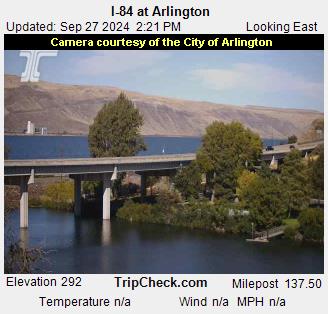 I-84 at Arlington
Updated: Sep 27 2024 2:21 PM Looking East
Camera courtesy of the City of Arlington
Elevation 292 TripCheck.com Milepost 137.50
Temperature n/a Wind n/a MPH n/a